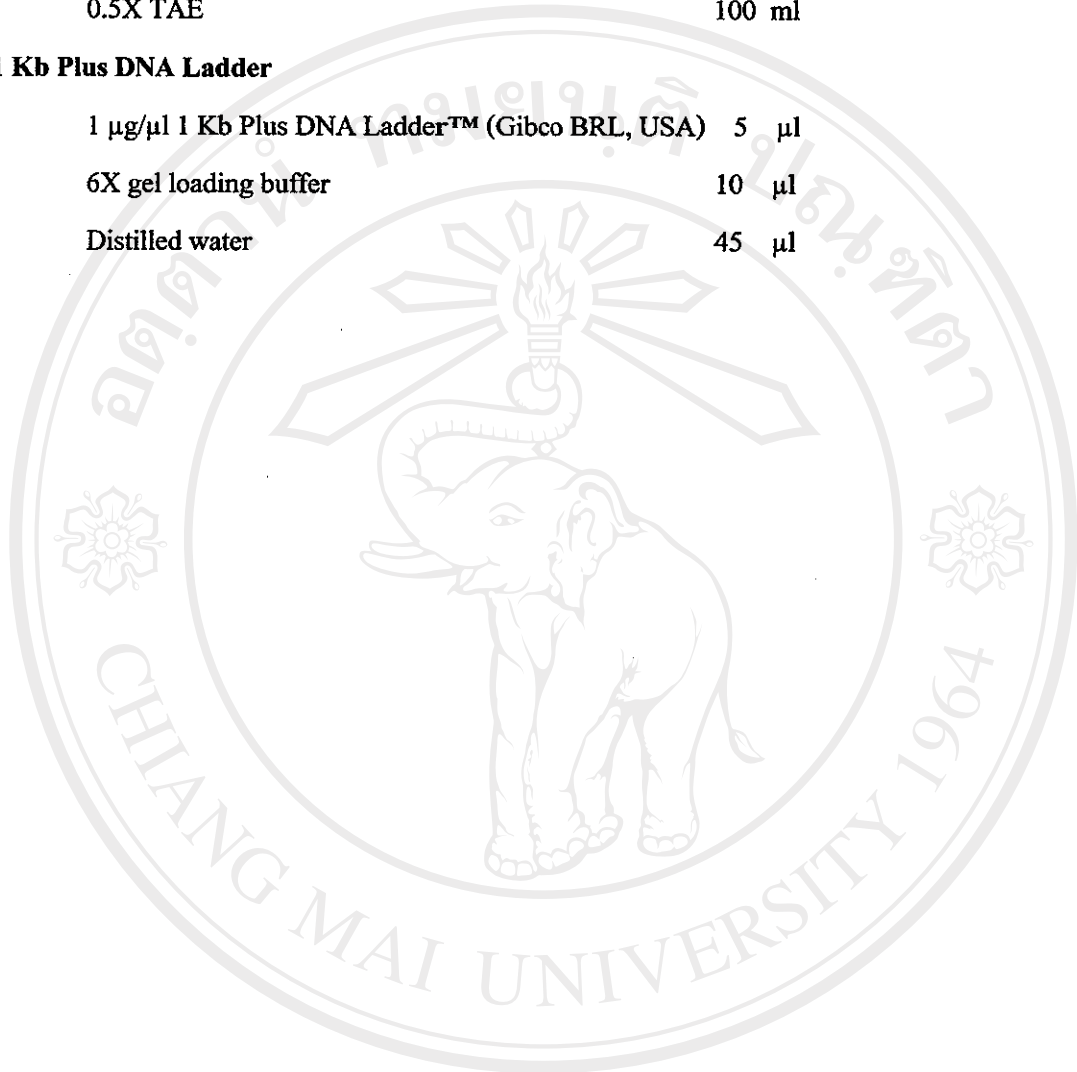 0.5X TAE 100 ml
1 Kb Plus DNA Ladder
1 µg/µl 1 Kb Plus DNA Ladder™ (Gibco BRL, USA) 5 µl
6X gel loading buffer 10 µl
Distilled water 45 µl
CHIANG MAI UNIVERSITY 1964